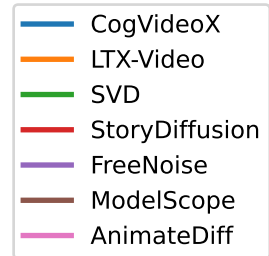 CogVideoX
LTX-Video
SVD
StoryDiffusion
FreeNoise
ModelScope
AnimateDiff